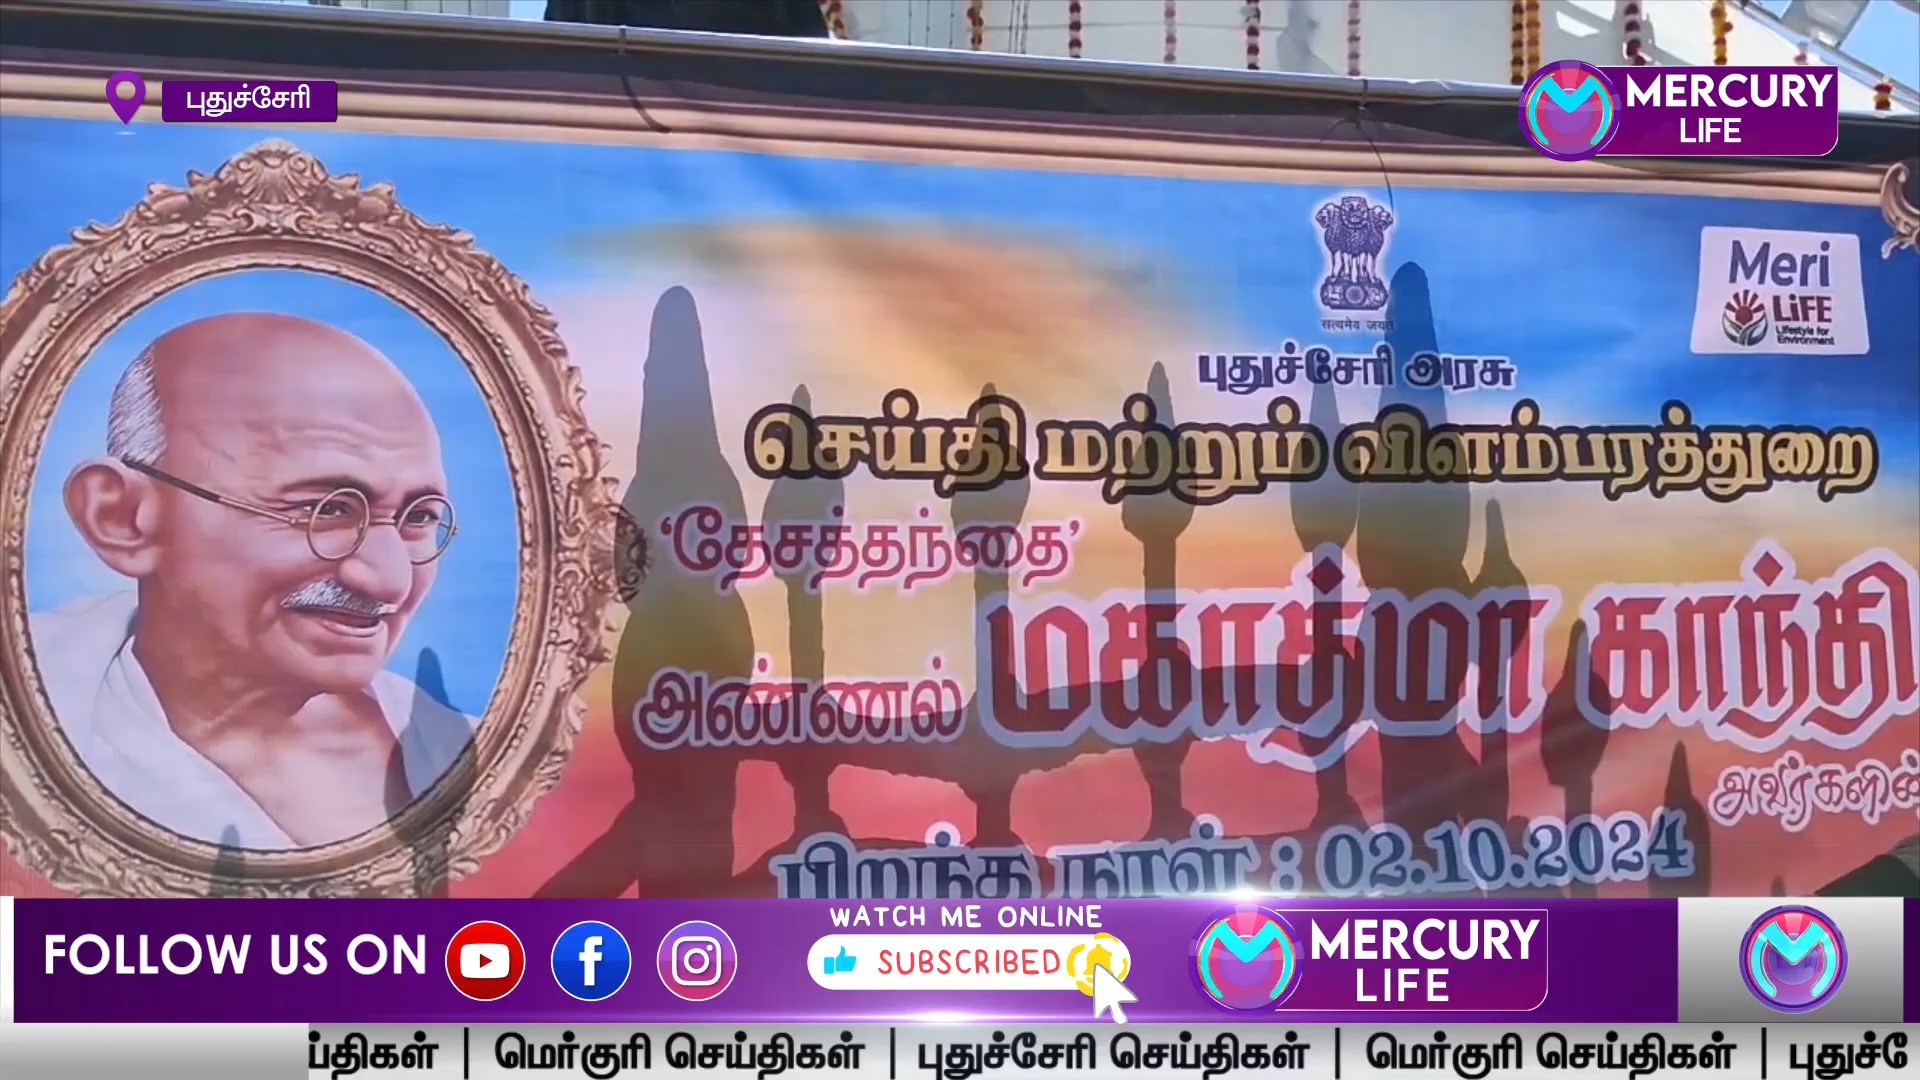 புதுச்சேரி
MERCURY
LIFE
सत्यमेव जयते
Meri
LiFE
Lifestyle for
Environment
புதுச்சேரி அரசு
செய்தி மற்றும் விளம்பரத்துறை
‘தேசத்தந்தை’
அண்ணல் மகாத்மா காந்தி
அவர்களின்
பிறந்த நாள் : 02.10.2024
FOLLOW US ON
WATCH ME ONLINE
SUBSCRIBED
MERCURY
LIFE
ய்திகள் | மெர்குரி செய்திகள் | புதுச்சேரி செய்திகள் | மெர்குரி செய்திகள் | புதுச்சே